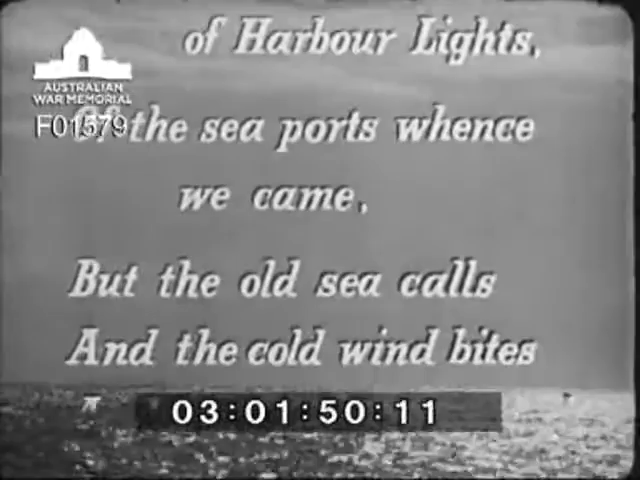 of Harbour Lights,
AUSTRALIAN
WAR MEMORIAL
F01579
Of the sea ports whence
we came,
But the old sea calls
And the cold wind bites
03:01:50:11